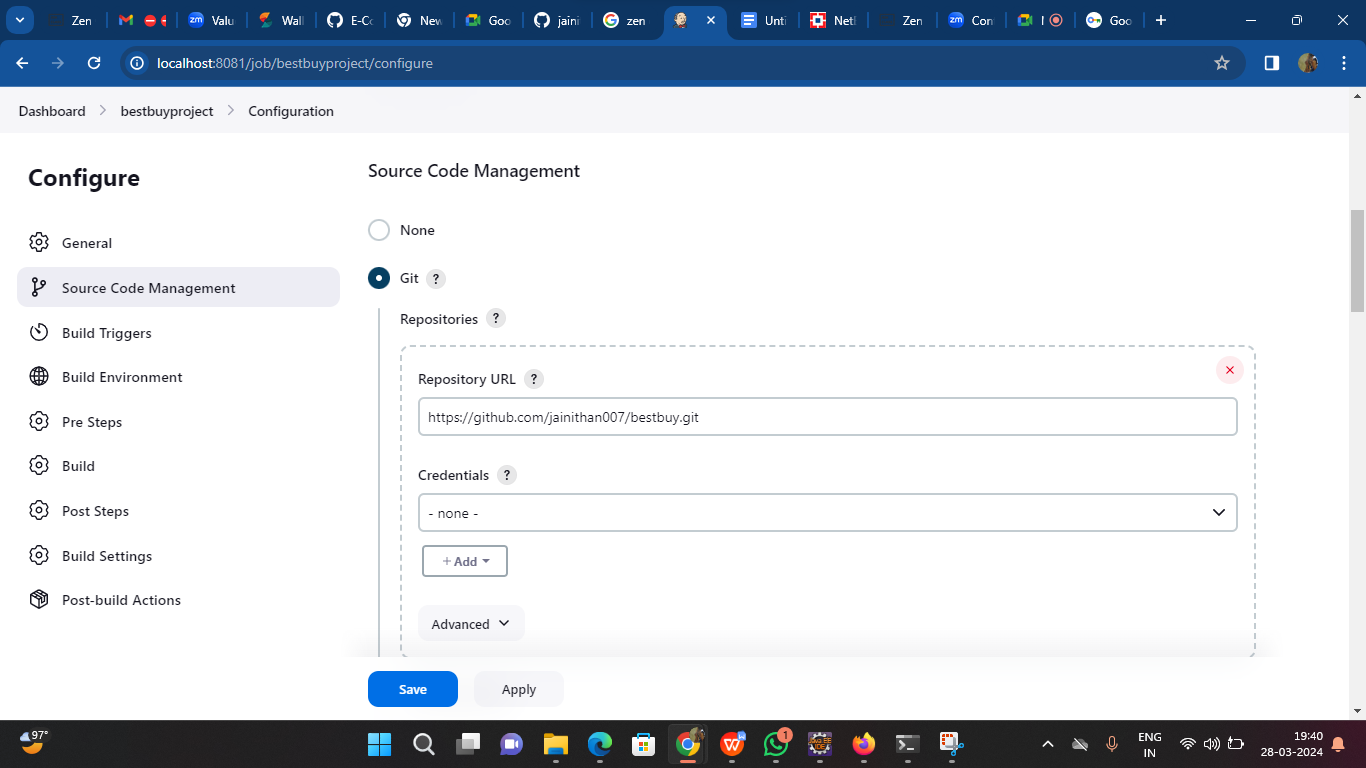 Zen
zm Valu
Wall
E-Co
New
Goo
jaini
zen
Unti
Netl
Zen
zm Con
Goo
localhost:8081/job/bestbuyproject/configure
Dashboard bestbuyproject Configuration
Configure
General
Source Code Management
Build Triggers
Build Environment
Pre Steps
Build
Post Steps
Build Settings
Post-build Actions
Source Code Management
None
Git ?
Repositories ?
Repository URL ?
https://github.com/jainithan007/bestbuy.git
Credentials ?
- none -
+ Add
Advanced
Save Apply
97°
1
ENG
IN
19:40
28-03-2024